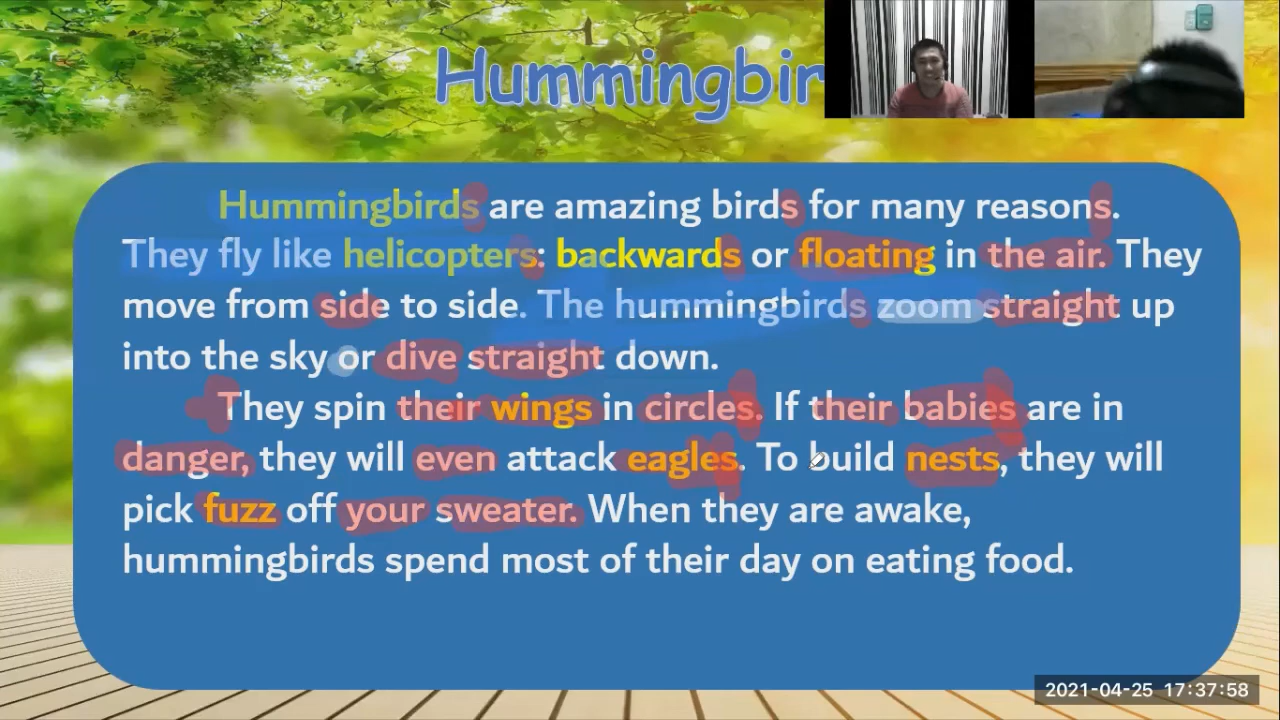 Hummingbir
Hummingbirds are amazing birds for many reasons.
They fly like helicopters: backwards or floating in the air. They
move from side to side. The hummingbirds zoom straight up
into the sky or dive straight down.
They spin their wings in circles. If their babies are in
danger, they will even attack eagles. To build nests, they will
pick fuzz off your sweater. When they are awake,
hummingbirds spend most of their day on eating food.
2021-04-25 17:37:58